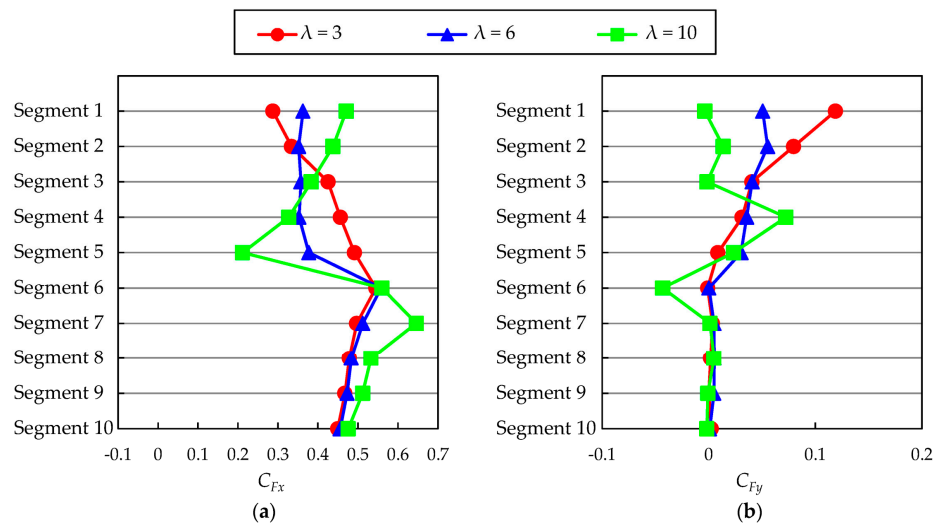 λ = 3 λ = 6 λ = 10
Segment 1
Segment 2
Segment 3
Segment 4
Segment 5
Segment 6
Segment 7
Segment 8
Segment 9
Segment 10
-0.1 0 0.1 0.2 0.3 0.4 0.5 0.6 0.7
CFx
(a)
Segment 1
Segment 2
Segment 3
Segment 4
Segment 5
Segment 6
Segment 7
Segment 8
Segment 9
Segment 10
-0.1 0 0.1 0.2
CFy
(b)